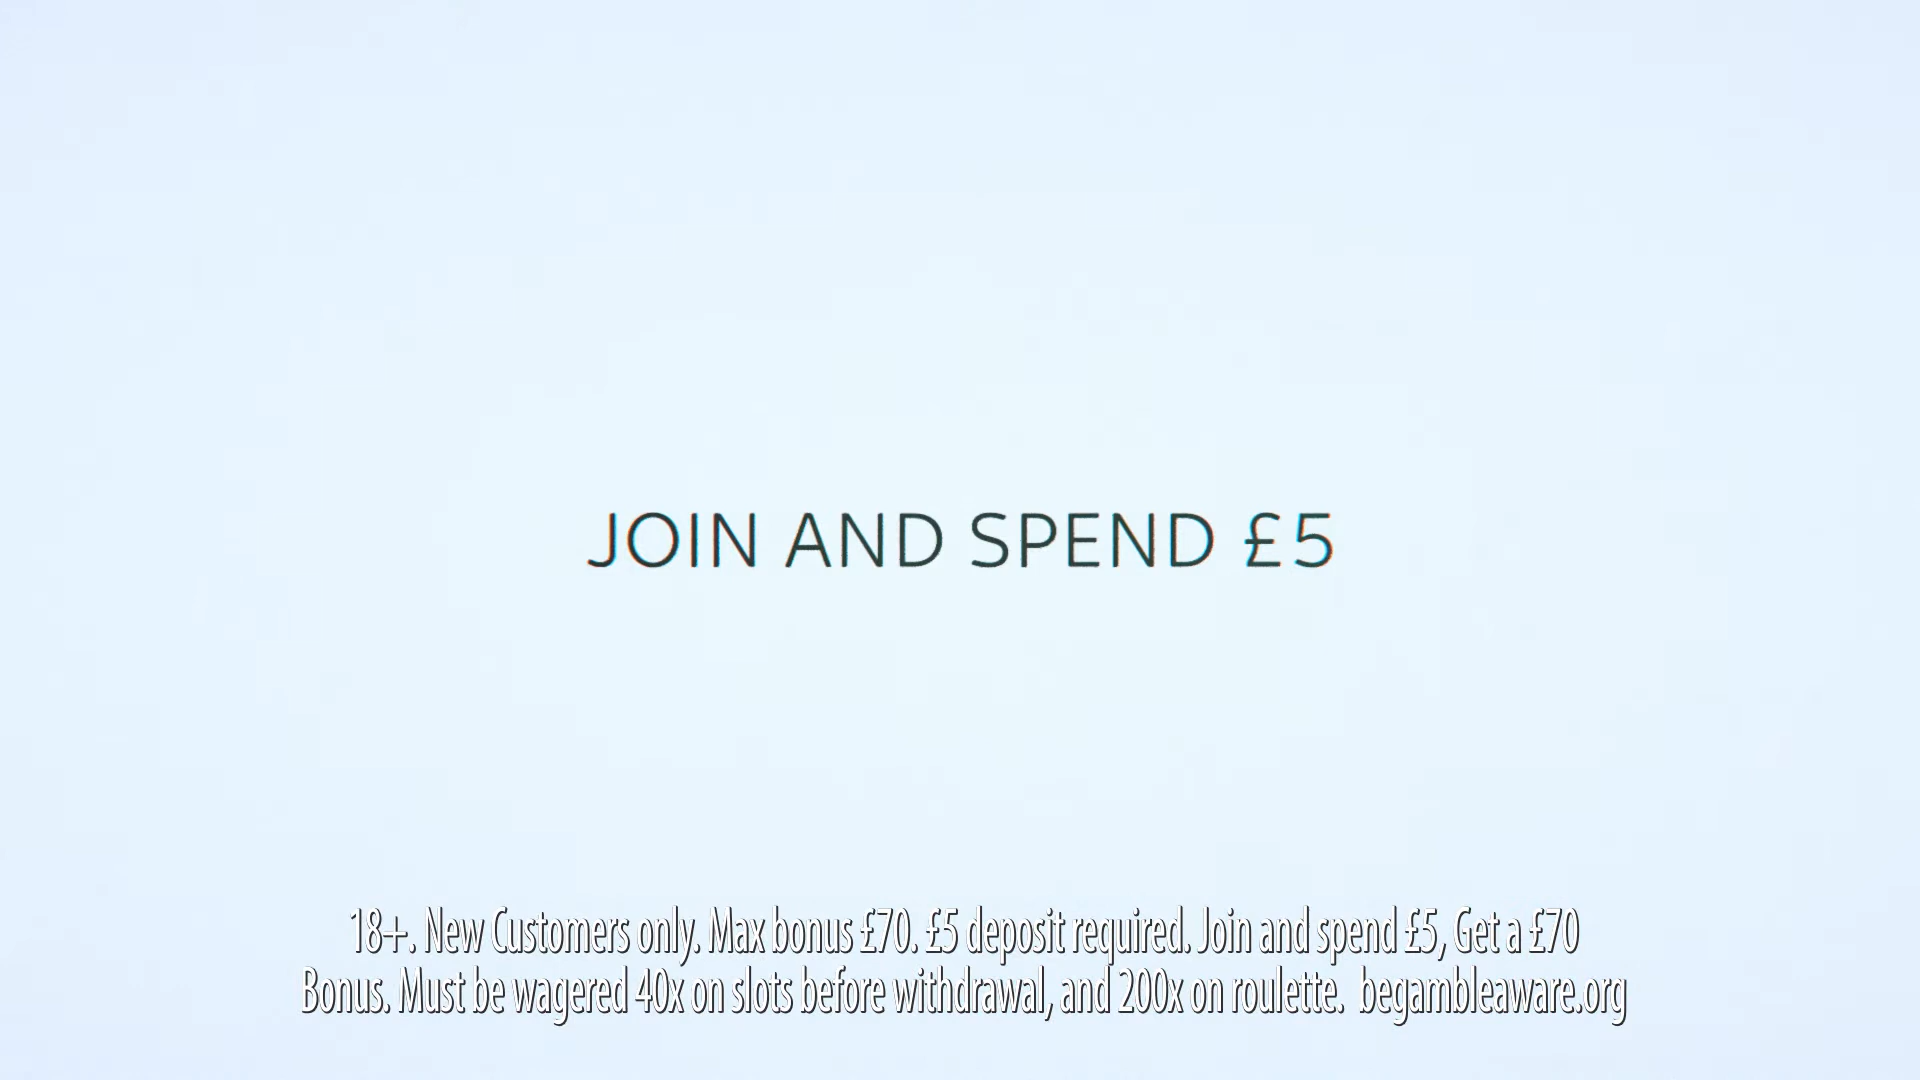 JOIN AND SPEND £5
18+. New Customers only. Max bonus £70. £5 deposit required. Join and spend £5, Get a £70
Bonus. Must be wagered 40x on slots before withdrawal, and 200x on roulette. begambleaware.org